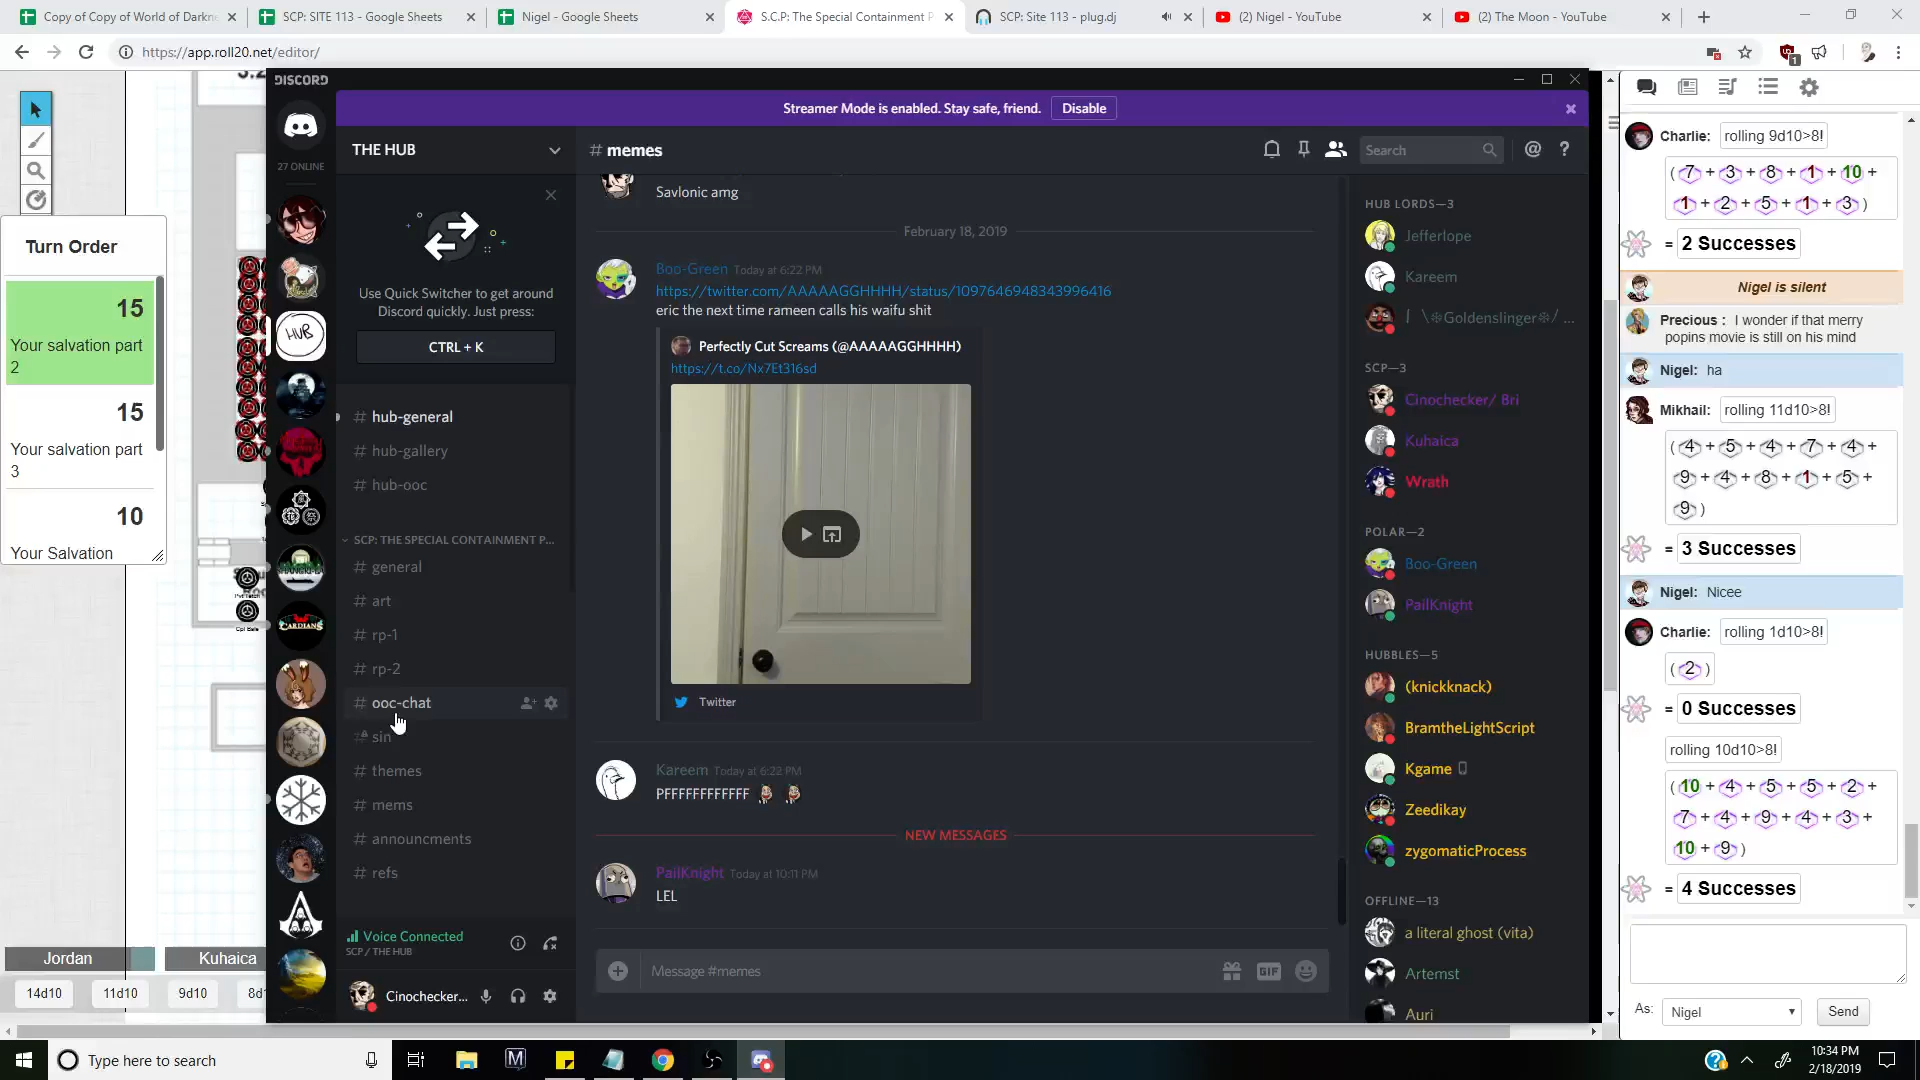 Copy of Copy of World of Darkn
SCP: SITE 113 - Google Sheets
Nigel - Google Sheets
S.C.P: The Special Containment P
SCP: Site 113 - plug.dj
(2) Nigel - YouTube
(2) The Moon - YouTube
https://app.roll20.net/editor/
Turn Order
15
Your salvation part
2
15
Your salvation part
3
10
Your Salvation
Jordan
Kuhaica
14d10
11d10
9d10
8d1
DISCORD
27 ONLINE
HUB
CARDIANS
Streamer Mode is enabled. Stay safe, friend.
Disable
THE HUB
Use Quick Switcher to get around
Discord quickly. Just press:
CTRL + K
# hub-general
# hub-gallery
# hub-ooc
SCP: THE SPECIAL CONTAINMENT P...
# general
# art
# rp-1
# rp-2
# ooc-chat
sin
# themes
# mems
# announcments
# refs
Voice Connected
SCP / THE HUB
Cinochecker...
# memes
Search
Savlonic amg
February 18, 2019
Boo-Green Today at 6:22 PM
https://twitter.com/AAAAAGGHHHH/status/1097646948343996416
eric the next time rameen calls his waifu shit
Perfectly Cut Screams (@AAAAAGGHHHH)
https://t.co/Nx7Et316sd
Twitter
Kareem Today at 6:22 PM
PFFFFFFFFFFFF
NEW MESSAGES
PailKnight Today at 10:11 PM
LEL
Message #memes
GIF
HUB LORDS—3
Jefferlope
Kareem
Goldenslinger❊/ ...
SCP—3
Cinochecker/ Bri
Kuhaica
Wrath
POLAR—2
Boo-Green
PailKnight
HUBBLES—5
(knickknack)
BramtheLightScript
Kgame
Zeedikay
zygomaticProcess
OFFLINE—13
a literal ghost (vita)
Artemst
Auri
Charlie: rolling 9d10>8!
(7+3+8+1+10+
1+2+5+1+3)
= 2 Successes
Nigel is silent
Precious : I wonder if that merry
popins movie is still on his mind
Nigel: ha
Mikhail: rolling 11d10>8!
(4+5+4+7+4+
9+4+8+1+5+
9)
= 3 Successes
Nigel: Nicee
Charlie: rolling 1d10>8!
(2)
= 0 Successes
rolling 10d10>8!
(10+4+5+5+2+
7+4+9+4+3+
10+9)
= 4 Successes
As: Nigel
Send
Type here to search
10:34 PM
2/18/2019